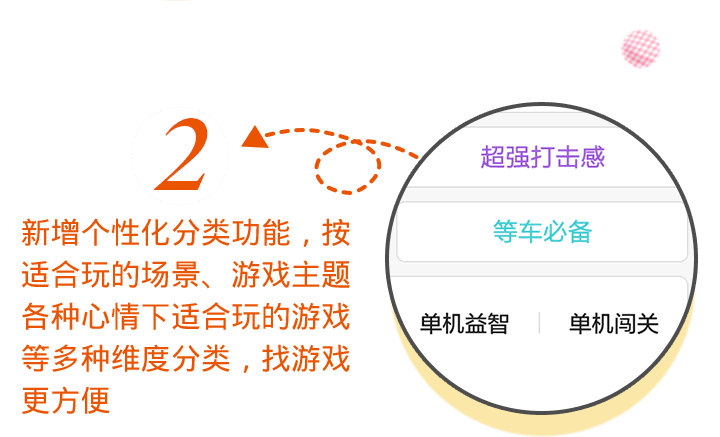 2
新增个性化分类功能，按
适合玩的场景、游戏主题
各种心情下适合玩的游戏
等多种维度分类，找游戏
更方便
超强打击感
等车必备
单机益智 单机闯关